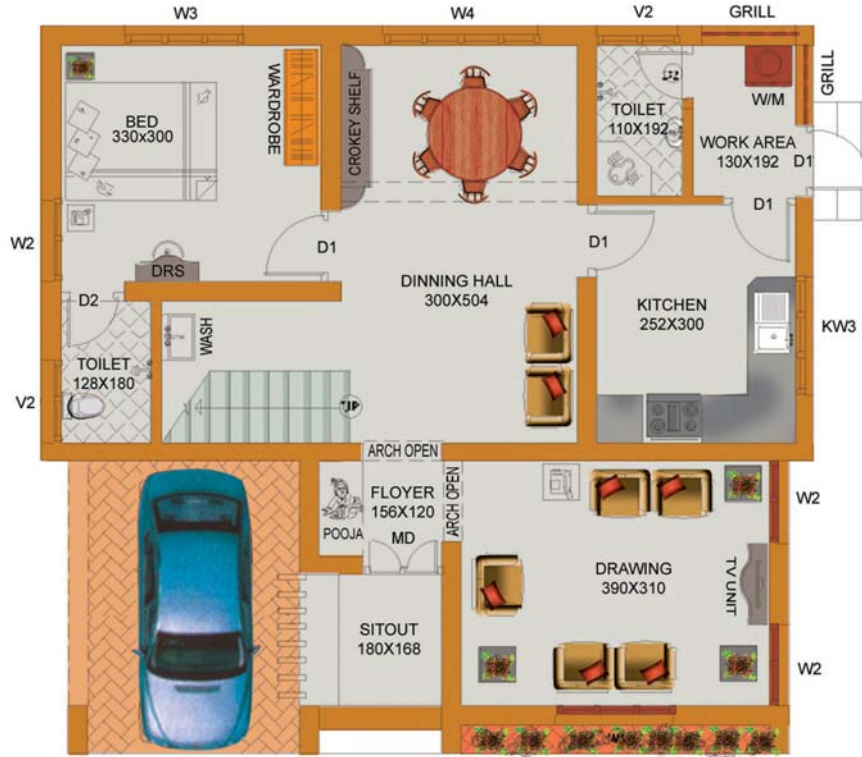 W3
W4
V2
GRILL
GRILL
WARDROBE
CROKEY SHELF
BED
330x300
TOILET
110X192
W/M
WORK AREA
130X192
D1
D1
W2
D1
D1
DRS
DINNING HALL
300X504
KITCHEN
252X300
KW3
D2
WASH
TOILET
128X180
V2
UP
ARCH OPEN
FLOYER
156X120
ARCH OPEN
POOJA
MD
W2
DRAWING
390X310
TV UNIT
SITOUT
180X168
W2